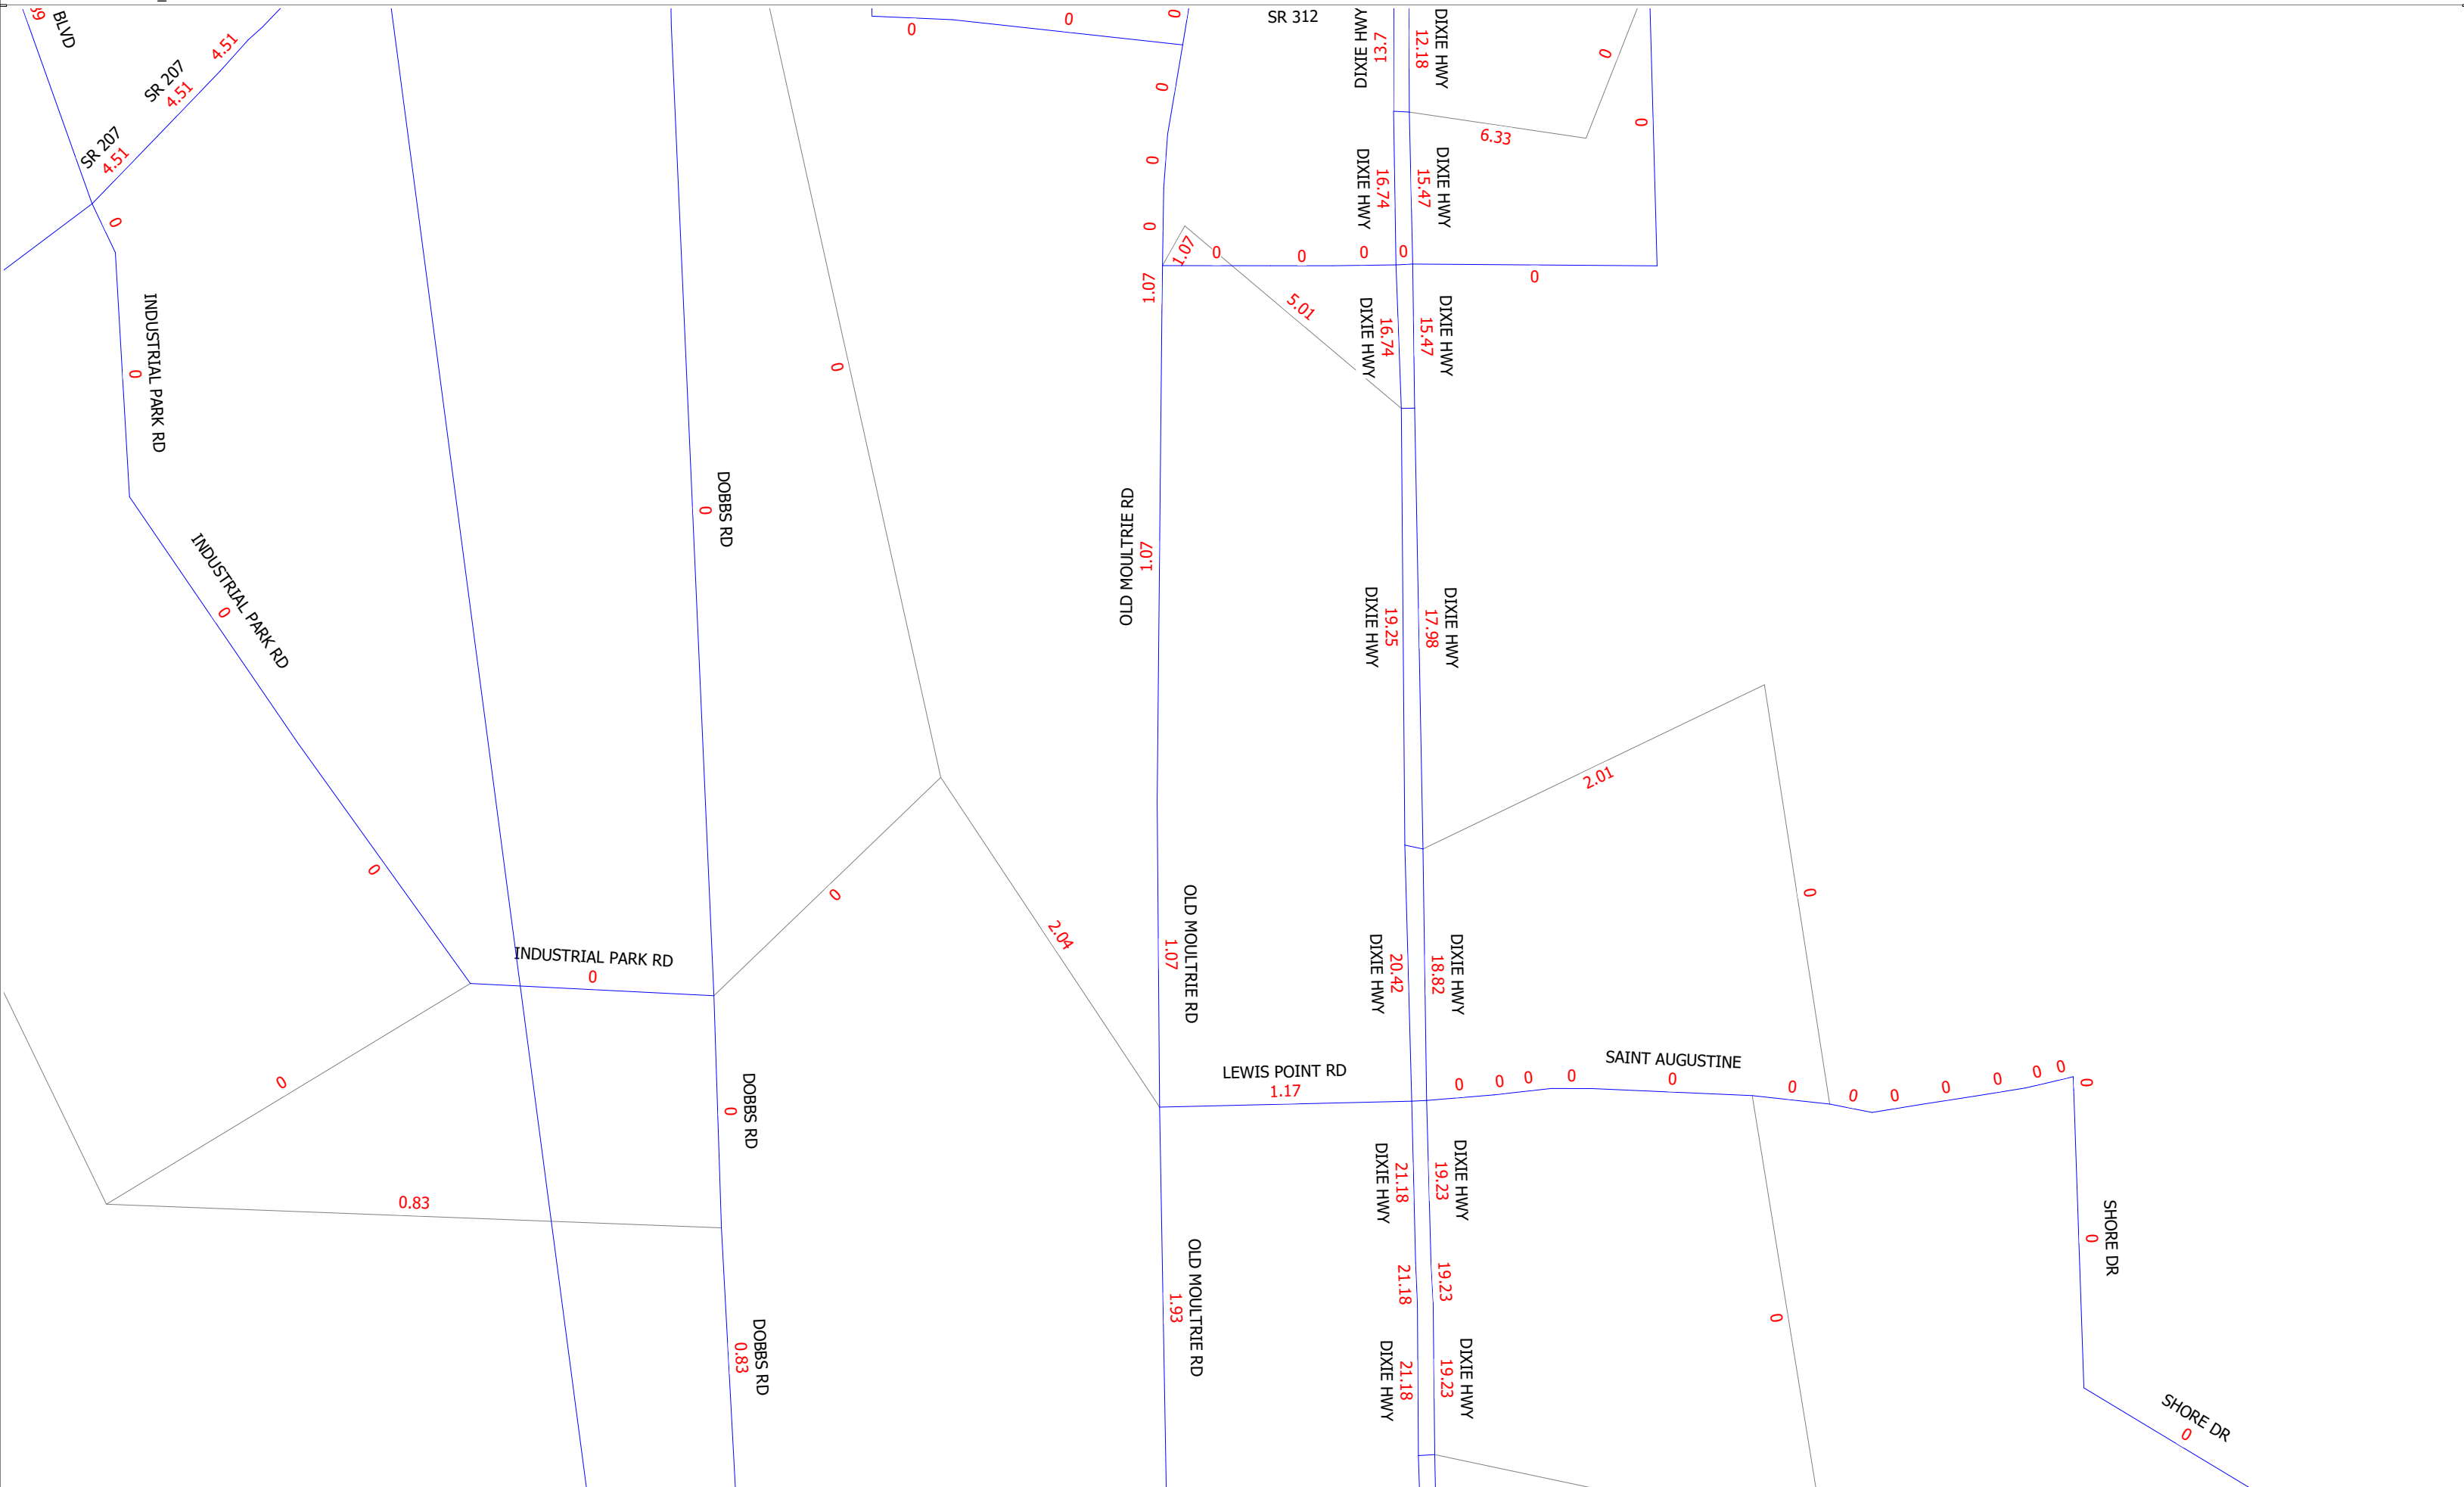 39
BLVD
4.51
SR 207
4.51
SR 207
4.51
0
INDUSTRIAL PARK RD
0
INDUSTRIAL PARK RD
0
0
INDUSTRIAL PARK RD
0
0
0.83
DOBBS RD
0
DOBBS RD
0
DOBBS RD
0.83
0
0
2.04
0
0
0
0
0
0
1.07
1.07
OLD MOULTRIE RD
1.07
OLD MOULTRIE RD
1.07
OLD MOULTRIE RD
1.93
SR 312
0
0
0
0
0
5.01
DIXIE HWY
13.7
12.18
DIXIE HWY
6.33
0
0
DIXIE HWY
16.74
15.47
DIXIE HWY
DIXIE HWY
16.74
15.47
DIXIE HWY
DIXIE HWY
19.25
17.98
DIXIE HWY
2.01
0
DIXIE HWY
20.42
18.82
DIXIE HWY
LEWIS POINT RD
1.17
SAINT AUGUSTINE
0
0
0
0
0
0
0
0
0
0
0
0
0
DIXIE HWY
21.18
19.23
DIXIE HWY
21.18
19.23
DIXIE HWY
21.18
19.23
DIXIE HWY
0
SHORE DR
0
SHORE DR
0